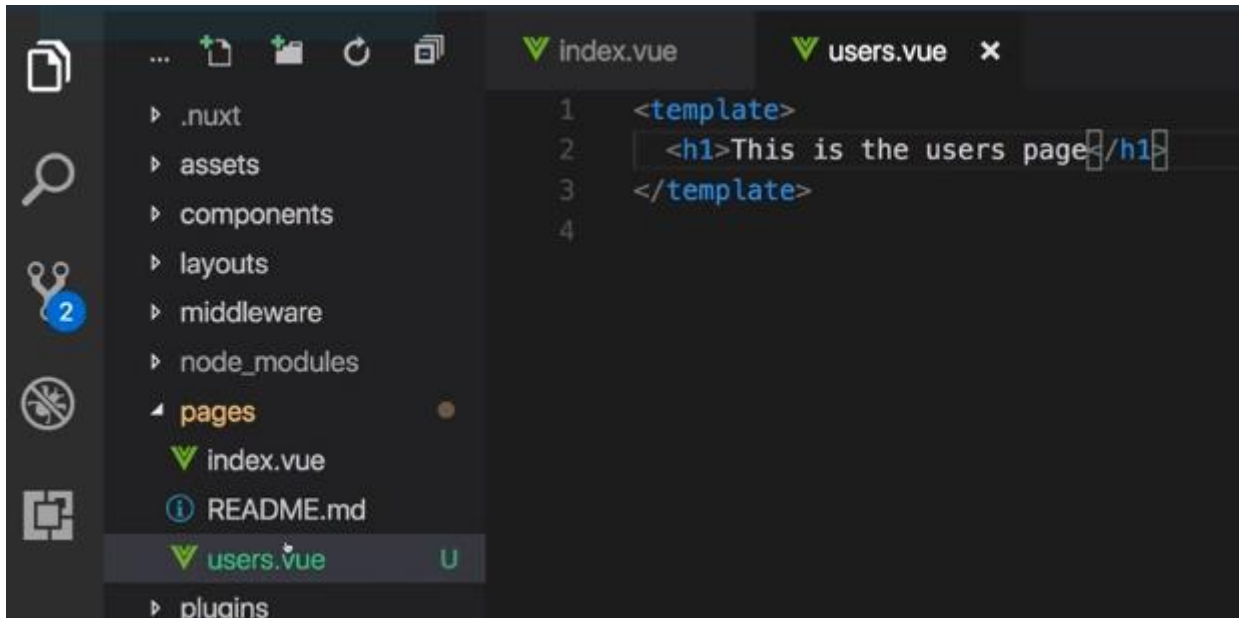 ...
index.vue
users.vue
.nuxt
assets
components
layouts
middleware
node_modules
pages
index.vue
README.md
users.vue U
plugins
2
1 <template>
2 <h1>This is the users page</h1>
3 </template>
4